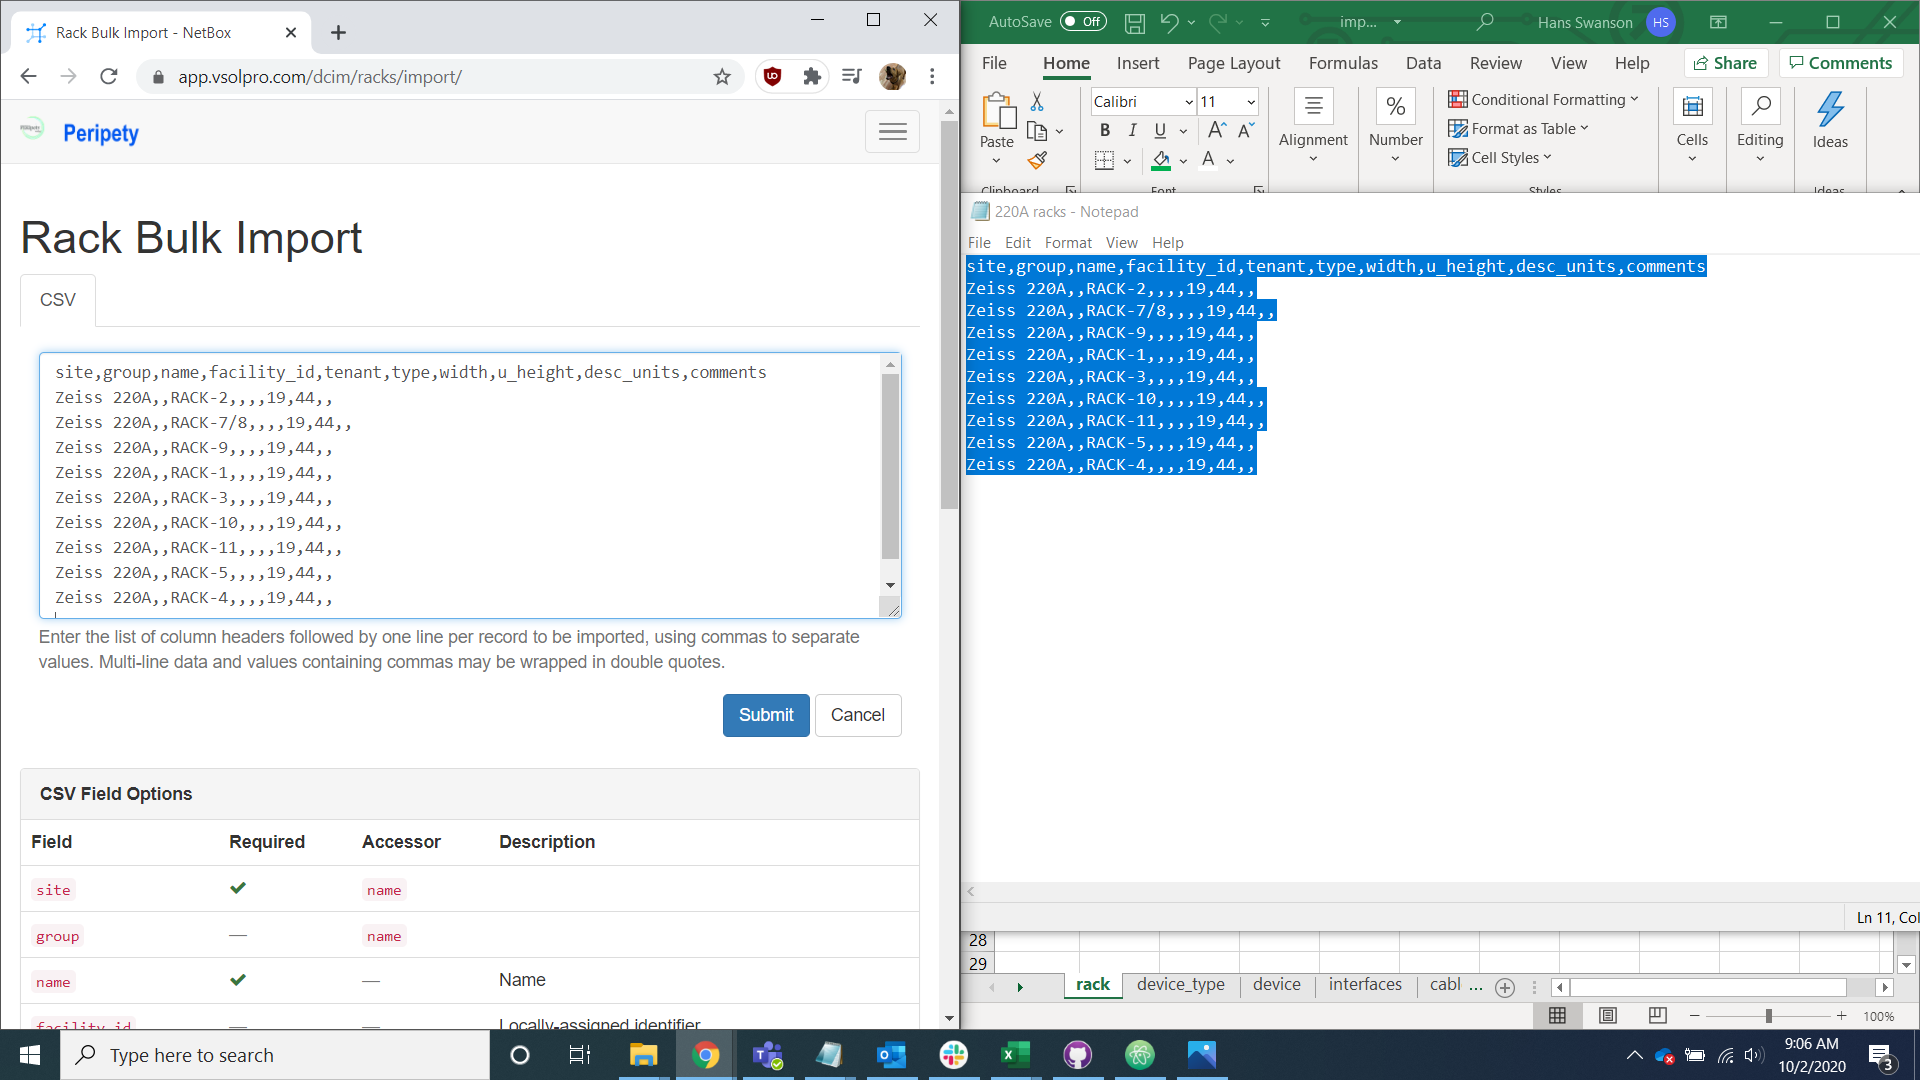 Rack Bulk Import - NetBox
app.vsolpro.com/dcim/racks/import/
Peripety
Rack Bulk Import
CSV
site,group,name,facility_id,tenant,type,width,u_height,desc_units,comments
Zeiss 220A,,RACK-2,,,,19,44,,
Zeiss 220A,,RACK-7/8,,,,19,44,,
Zeiss 220A,,RACK-9,,,,19,44,,
Zeiss 220A,,RACK-1,,,,19,44,,
Zeiss 220A,,RACK-3,,,,19,44,,
Zeiss 220A,,RACK-10,,,,19,44,,
Zeiss 220A,,RACK-11,,,,19,44,,
Zeiss 220A,,RACK-5,,,,19,44,,
Zeiss 220A,,RACK-4,,,,19,44,,
Enter the list of column headers followed by one line per record to be imported, using commas to separate
values. Multi-line data and values containing commas may be wrapped in double quotes.
Submit Cancel
CSV Field Options
Field Required Accessor Description
site name
group — name
name — Name
facility_id — — Locally-assigned identifier
AutoSave Off imp... Hans Swanson HS
File Home Insert Page Layout Formulas Data Review View Help Share Comments
Paste
Clipboard
Calibri 11
B I U A A
A
Font
Alignment
% Number
Conditional Formatting
Format as Table
Cell Styles
Styles
Cells
Editing
Ideas
Ideas
220A racks - Notepad
File Edit Format View Help
site,group,name,facility_id,tenant,type,width,u_height,desc_units,comments
Zeiss 220A,,RACK-2,,,,19,44,,
Zeiss 220A,,RACK-7/8,,,,19,44,,
Zeiss 220A,,RACK-9,,,,19,44,,
Zeiss 220A,,RACK-1,,,,19,44,,
Zeiss 220A,,RACK-3,,,,19,44,,
Zeiss 220A,,RACK-10,,,,19,44,,
Zeiss 220A,,RACK-11,,,,19,44,,
Zeiss 220A,,RACK-5,,,,19,44,,
Zeiss 220A,,RACK-4,,,,19,44,,
Ln 11, Col
28
29
rack device_type device interfaces cabl ...
100%
Type here to search
9:06 AM
10/2/2020
3